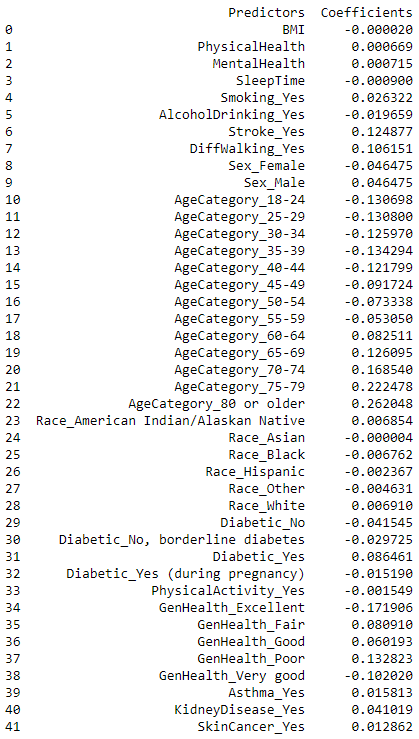 Predictors Coefficients
0 BMI -0.000020
1 PhysicalHealth 0.000669
2 MentalHealth 0.000715
3 SleepTime -0.000900
4 Smoking_Yes 0.026322
5 AlcoholDrinking_Yes -0.019659
6 Stroke_Yes 0.124877
7 DiffWalking_Yes 0.106151
8 Sex_Female -0.046475
9 Sex_Male 0.046475
10 AgeCategory_18-24 -0.130698
11 AgeCategory_25-29 -0.130800
12 AgeCategory_30-34 -0.125970
13 AgeCategory_35-39 -0.134294
14 AgeCategory_40-44 -0.121799
15 AgeCategory_45-49 -0.091724
16 AgeCategory_50-54 -0.073338
17 AgeCategory_55-59 -0.053050
18 AgeCategory_60-64 0.082511
19 AgeCategory_65-69 0.126095
20 AgeCategory_70-74 0.168540
21 AgeCategory_75-79 0.222478
22 AgeCategory_80 or older 0.262048
23 Race_American Indian/Alaskan Native 0.006854
24 Race_Asian -0.000004
25 Race_Black -0.006762
26 Race_Hispanic -0.002367
27 Race_Other -0.004631
28 Race_White 0.006910
29 Diabetic_No -0.041545
30 Diabetic_No, borderline diabetes -0.029725
31 Diabetic_Yes 0.086461
32 Diabetic_Yes (during pregnancy) -0.015190
33 PhysicalActivity_Yes -0.001549
34 GenHealth_Excellent -0.171906
35 GenHealth_Fair 0.080910
36 GenHealth_Good 0.060193
37 GenHealth_Poor 0.132823
38 GenHealth_Very good -0.102020
39 Asthma_Yes 0.015813
40 KidneyDisease_Yes 0.041019
41 SkinCancer_Yes 0.012862